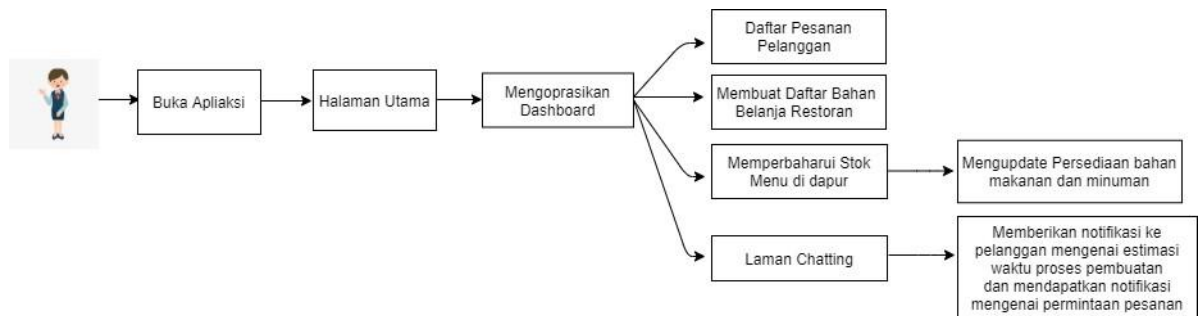 Buka Apliaksi
Halaman Utama
Mengoprasikan
Dashboard
Daftar Pesanan
Pelanggan
Membuat Daftar Bahan
Belanja Restoran
Memperbaharui Stok
Menu di dapur
Mengupdate Persediaan bahan
makanan dan minuman
Laman Chatting
Memberikan notifikasi ke
pelanggan mengenai estimasi
waktu proses pembuatan
dan mendapatkan notifikasi
mengenai permintaan pesanan